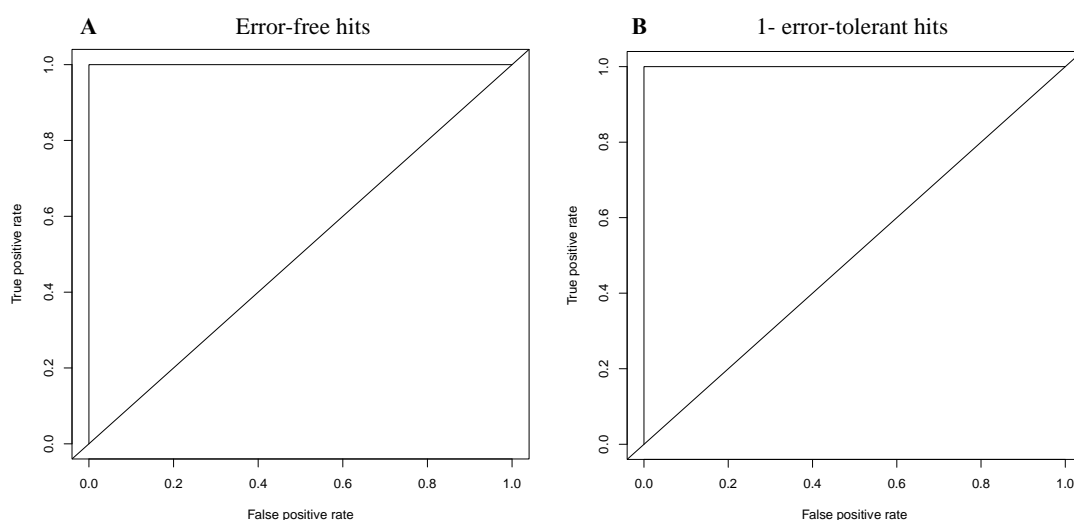 A Error-free hits
1.0
0.8
0.6
0.4
0.2
0.0
True positive rate
0.0 0.2 0.4 0.6 0.8 1.0
False positive rate
B 1- error-tolerant hits
1.0
0.8
0.6
0.4
0.2
0.0
True positive rate
0.0 0.2 0.4 0.6 0.8 1.0
False positive rate